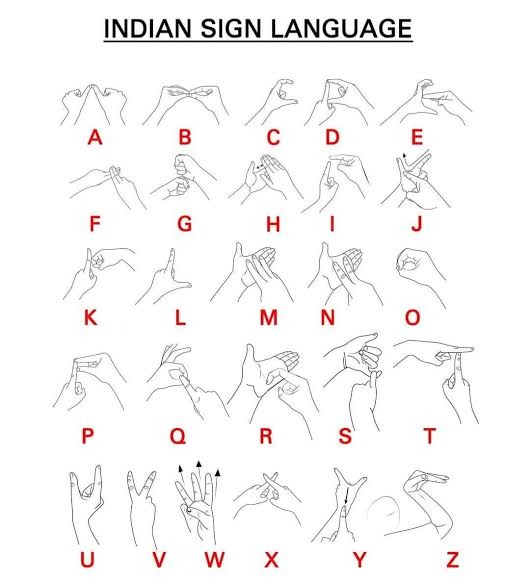 INDIAN SIGN LANGUAGE
A B C D E
F G H I J
K L M N O
P Q R S T
U V W X Y Z